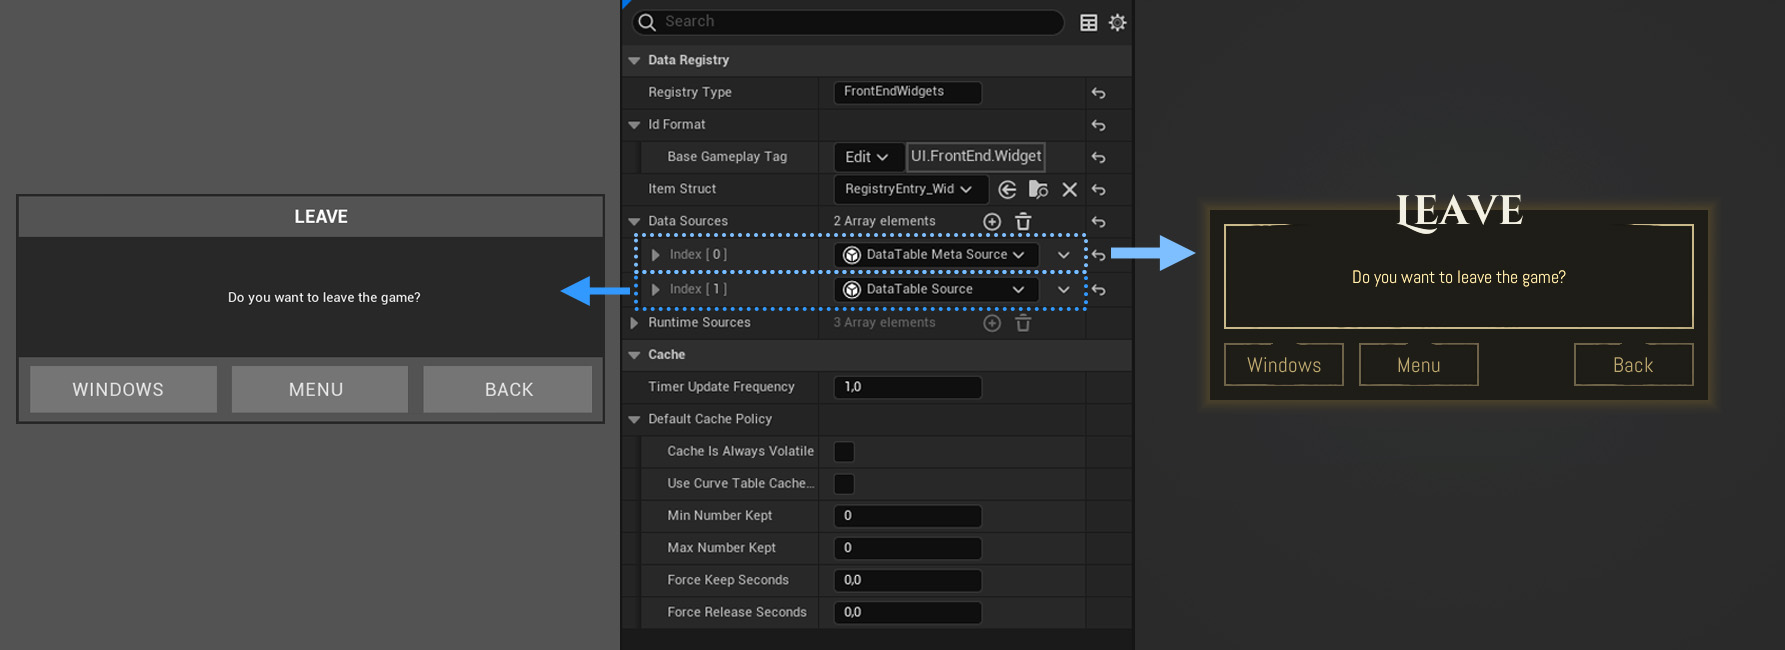 LEAVE
Do you want to leave the game?
WINDOWS
MENU
BACK
Search
Data Registry
Registry Type
FrontEndWidgets
Id Format
Base Gameplay Tag
Edit
UI.FrontEnd.Widget
Item Struct
RegistryEntry_Wid
Data Sources
2 Array elements
Index [ 0 ]
DataTable Meta Source
Index [ 1 ]
DataTable Source
Runtime Sources
3 Array elements
Cache
Timer Update Frequency
1,0
Default Cache Policy
Cache Is Always Volatile
Use Curve Table Cache...
Min Number Kept
0
Max Number Kept
0
Force Keep Seconds
0,0
Force Release Seconds
0,0
LEAVE
Do you want to leave the game?
Windows
Menu
Back